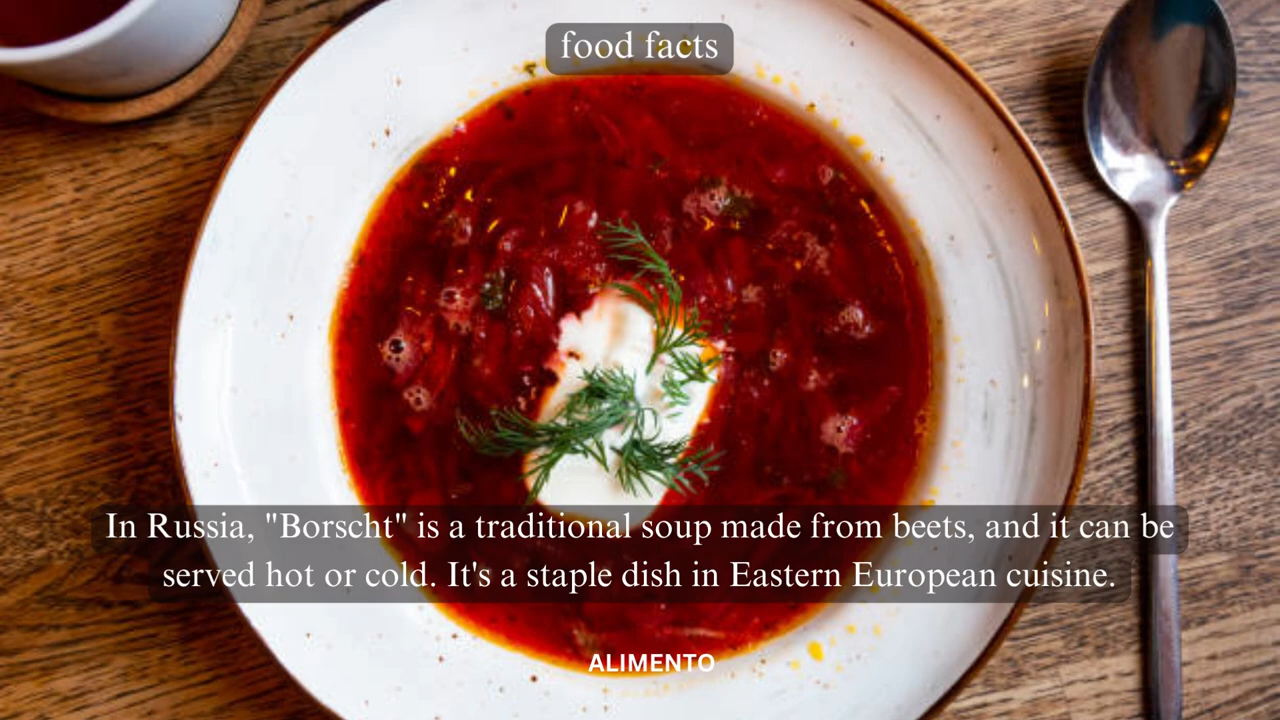 food facts
In Russia, "Borscht" is a traditional soup made from beets, and it can be
served hot or cold. It's a staple dish in Eastern European cuisine.
ALIMENTO